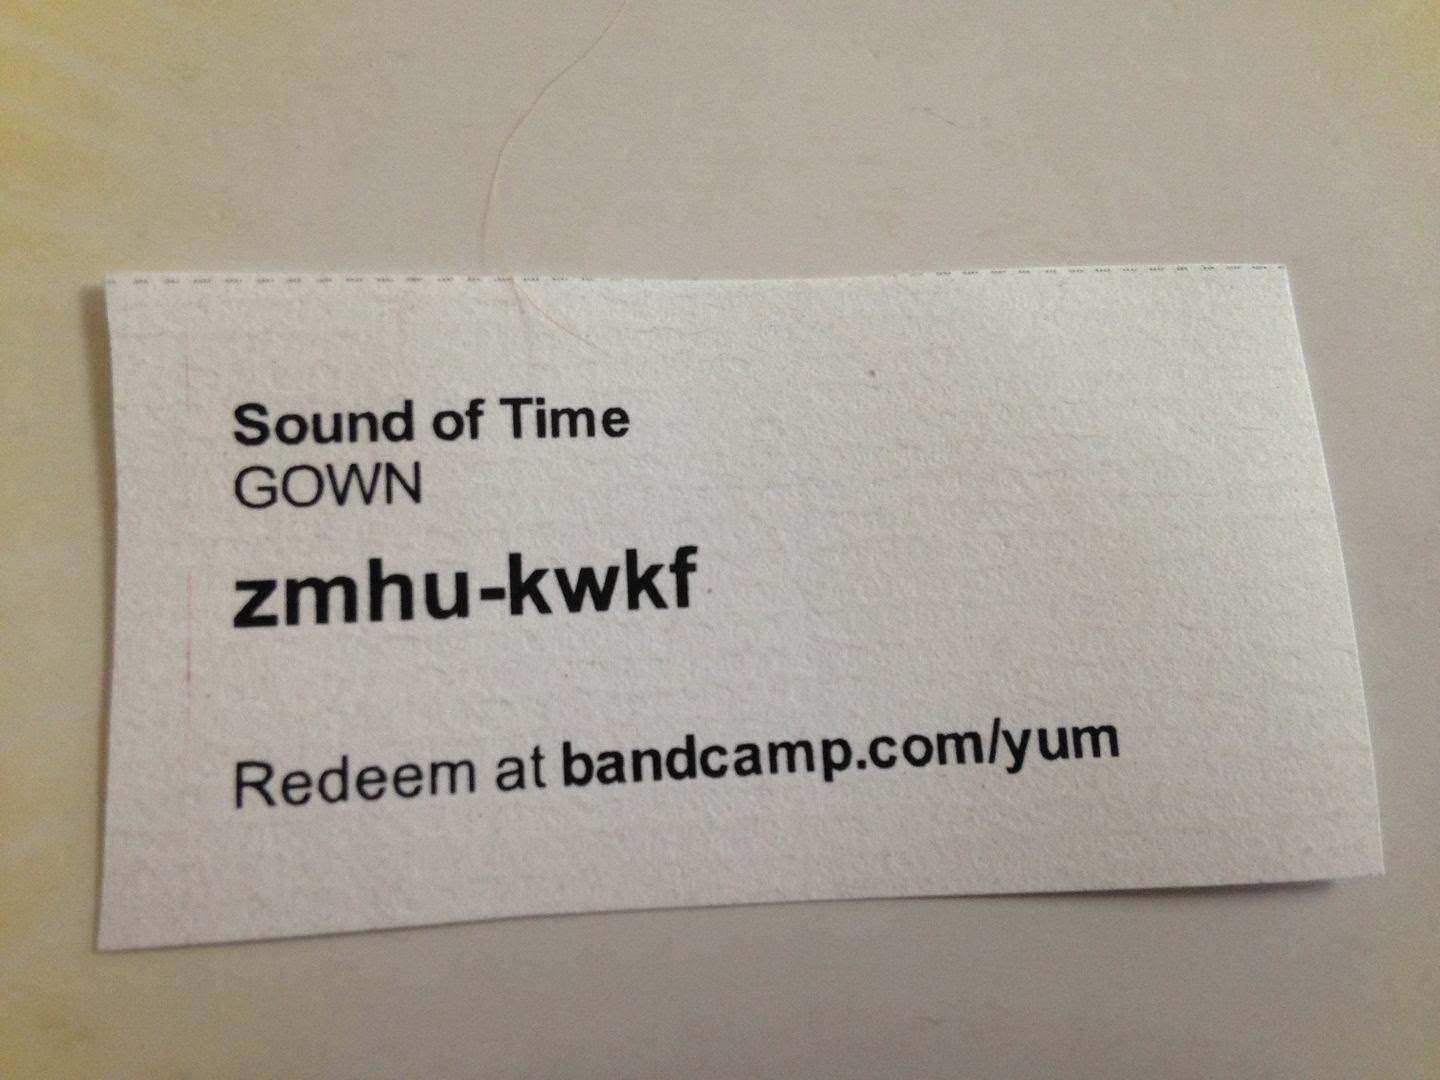 Sound of Time
GOWN
zmhu-kwkf
Redeem at bandcamp.com/yum